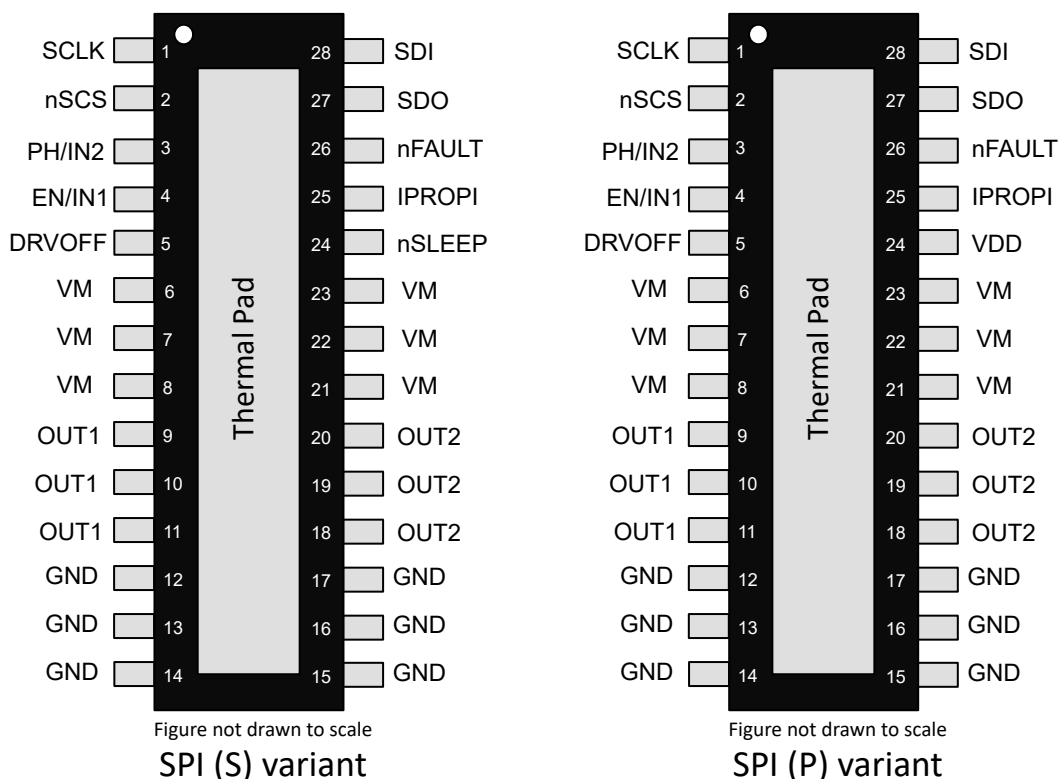 SCLK 1 28 SDI
nSCS 2 27 SDO
PH/IN2 3 26 nFAULT
EN/IN1 4 25 IPROPI
DRVOFF 5 24 nSLEEP
VM 6 23 VM
VM 7 22 VM
VM 8 21 VM
OUT1 9 20 OUT2
OUT1 10 19 OUT2
OUT1 11 18 OUT2
GND 12 17 GND
GND 13 16 GND
GND 14 15 GND
Thermal Pad
Figure not drawn to scale
SPI (S) variant
SCLK 1 28 SDI
nSCS 2 27 SDO
PH/IN2 3 26 nFAULT
EN/IN1 4 25 IPROPI
DRVOFF 5 24 VDD
VM 6 23 VM
VM 7 22 VM
VM 8 21 VM
OUT1 9 20 OUT2
OUT1 10 19 OUT2
OUT1 11 18 OUT2
GND 12 17 GND
GND 13 16 GND
GND 14 15 GND
Thermal Pad
Figure not drawn to scale
SPI (P) variant